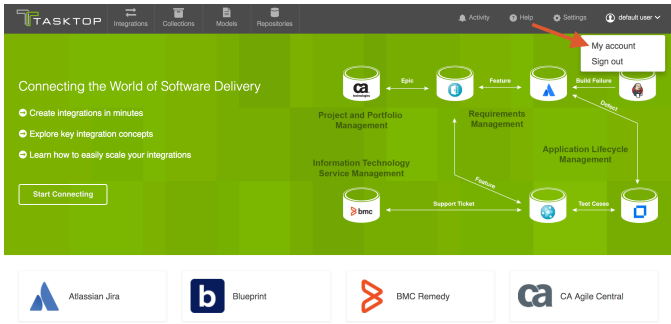 TASKTOP
Integrations
Collections
Models
Repositories
Activity
Help
Settings
default user
My account
Sign out
Connecting the World of Software Delivery
Create integrations in minutes
Explore key integration concepts
Learn how to easily scale your integrations
Start Connecting
ca
technologies
Epic
Feature
Build Failure
Defect
Project and Portfolio
Management
Requirements
Management
Application Lifecycle
Management
Information Technology
Service Management
Feature
bmc
Support Ticket
Test Cases
Atlassian Jira
b
Blueprint
BMC Remedy
ca
CA Agile Central